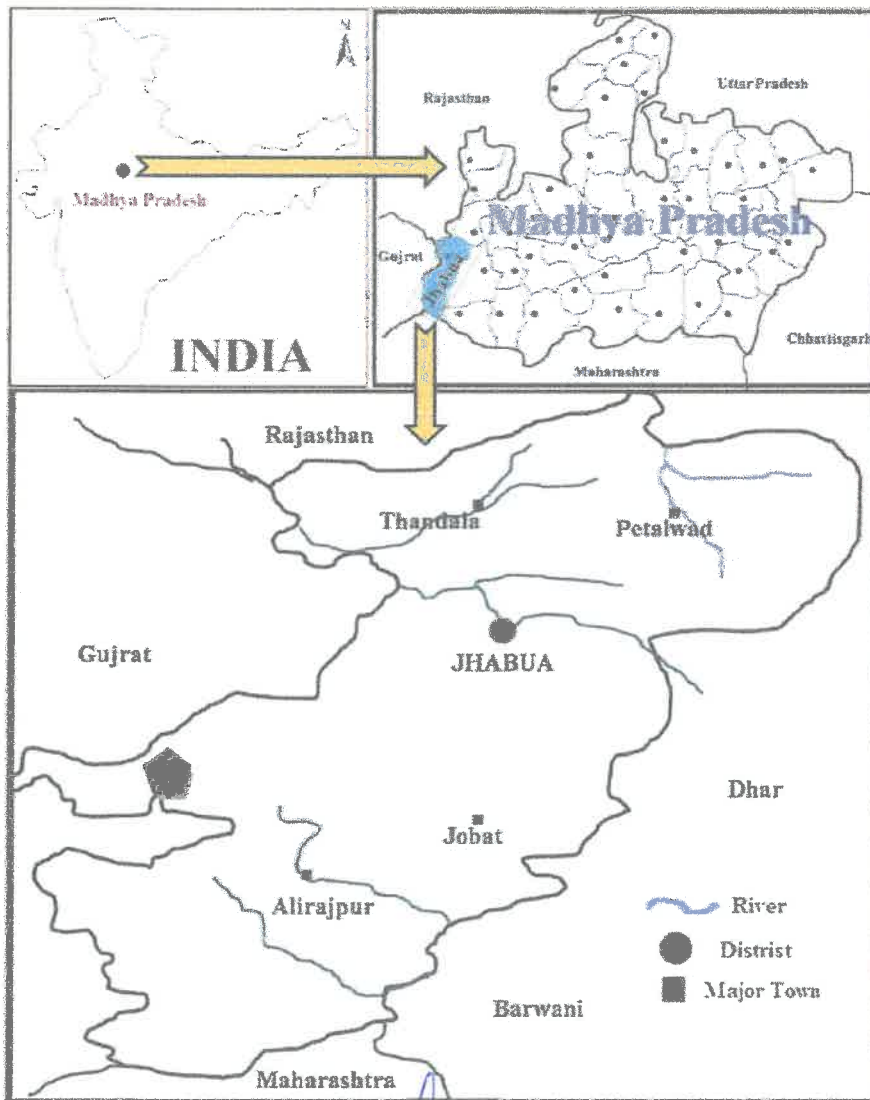 N
Madhya Pradesh
INDIA
Rajasthan
Uttar Pradesh
Madhya Pradesh
Gujrat
Jhabua
Chhattisgarh
Maharashtra
Rajasthan
Thandala
Petalwad
Gujrat
JHABUA
Dhar
Jobat
Alirajpur
River
Distrist
Major Town
Barwani
Maharashtra